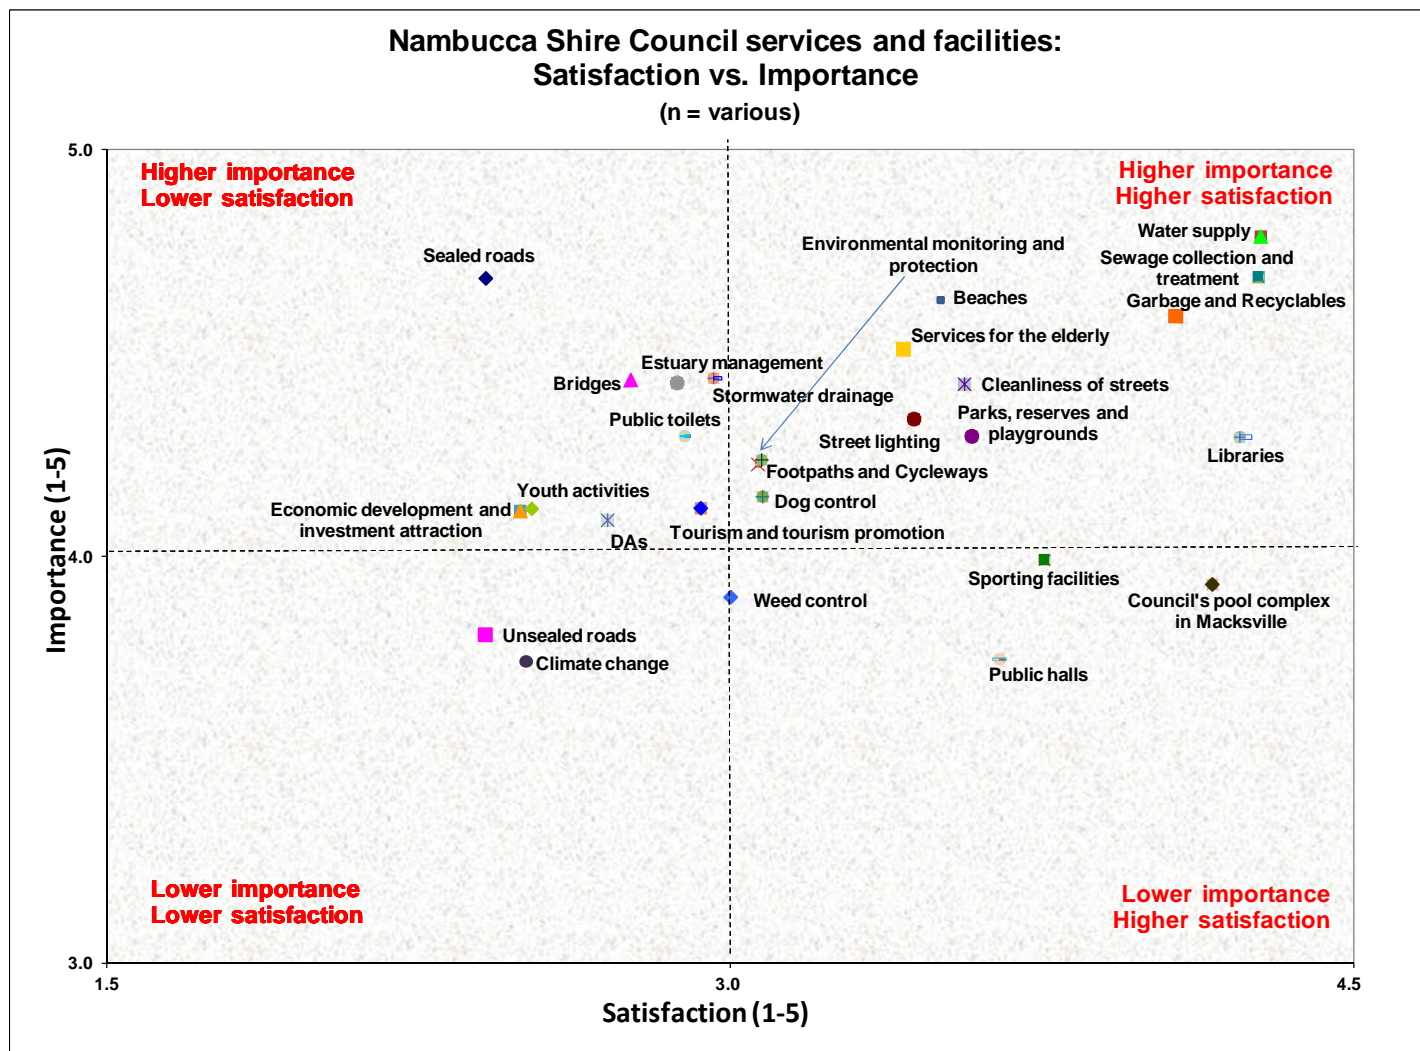 Nambucca Shire Council services and facilities:
Satisfaction vs. Importance
(n = various)
5.0
Higher importance
Lower satisfaction
Higher importance
Higher satisfaction
Water supply
Environmental monitoring and
protection
Sealed roads
Sewage collection and
treatment
Beaches
Garbage and Recyclables
Services for the elderly
Estuary management
Bridges
Cleanliness of streets
Stormwater drainage
Public toilets
Parks, reserves and
playgrounds
Street lighting
Libraries
Footpaths and Cycleways
Youth activities
Dog control
Economic development and
investment attraction
Tourism and tourism promotion
DAs
4.0
Sporting facilities
Weed control
Council's pool complex
in Macksville
Unsealed roads
Climate change
Public halls
Importance (1-5)
Lower importance
Lower satisfaction
Lower importance
Higher satisfaction
3.0
1.5
3.0
4.5
Satisfaction (1-5)